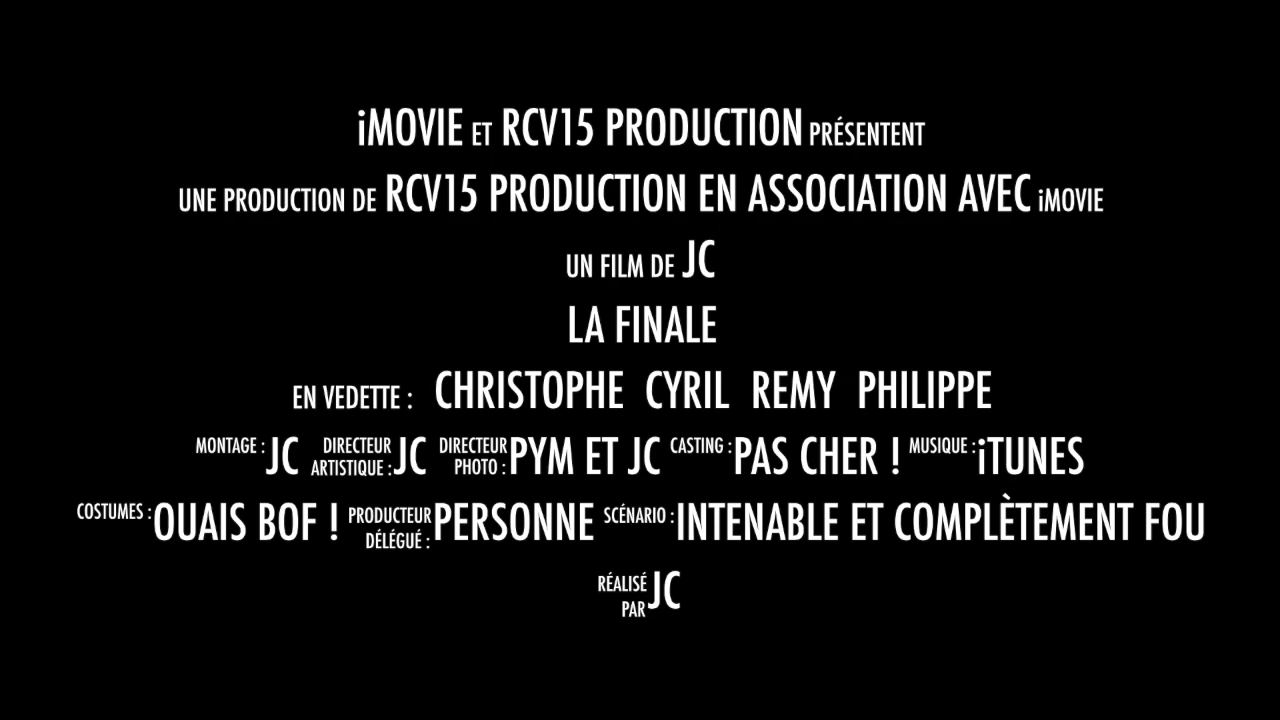 iMOVIE ET RCV15 PRODUCTION PRÉSENTENT
UNE PRODUCTION DE RCV15 PRODUCTION EN ASSOCIATION AVEC iMOVIE
UN FILM DE JC
LA FINALE
EN VEDETTE : CHRISTOPHE CYRIL REMY PHILIPPE
MONTAGE : JC DIRECTEUR ARTISTIQUE : JC DIRECTEUR PHOTO : PYM ET JC CASTING : PAS CHER ! MUSIQUE : iTUNES
COSTUMES : OUAIS BOF ! PRODUCTEUR DÉLÉGUÉ : PERSONNE SCÉNARIO : INTENABLE ET COMPLÈTEMENT FOU
RÉALISÉ PAR JC